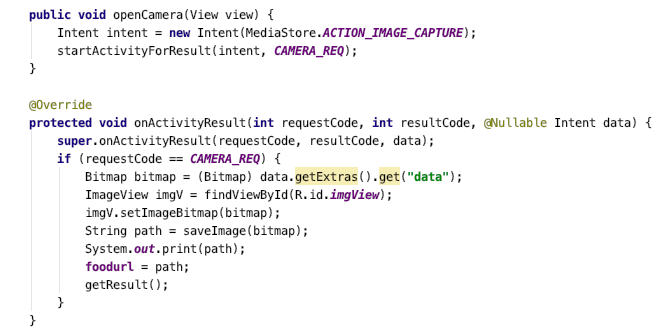 public void openCamera(View view) {
    Intent intent = new Intent(MediaStore.ACTION_IMAGE_CAPTURE);
    startActivityForResult(intent, CAMERA_REQ);
}

@Override
protected void onActivityResult(int requestCode, int resultCode, @Nullable Intent data) {
    super.onActivityResult(requestCode, resultCode, data);
    if (requestCode == CAMERA_REQ) {
        Bitmap bitmap = (Bitmap) data.getExtras().get("data");
        ImageView imgV = findViewById(R.id.imgView);
        imgV.setImageBitmap(bitmap);
        String path = saveImage(bitmap);
        System.out.print(path);
        foodurl = path;
        getResult();
    }
}